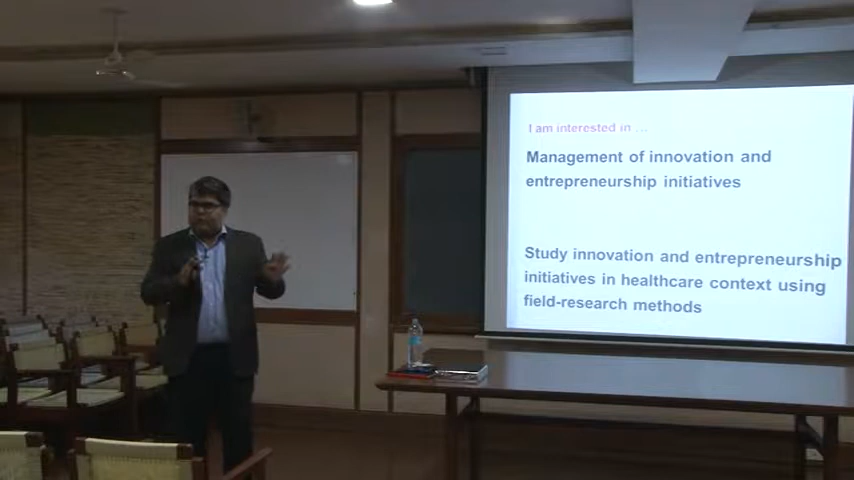 I am interested in ...
Management of innovation and
entrepreneurship initiatives
Study innovation and entrepreneurship
initiatives in healthcare context using
field-research methods